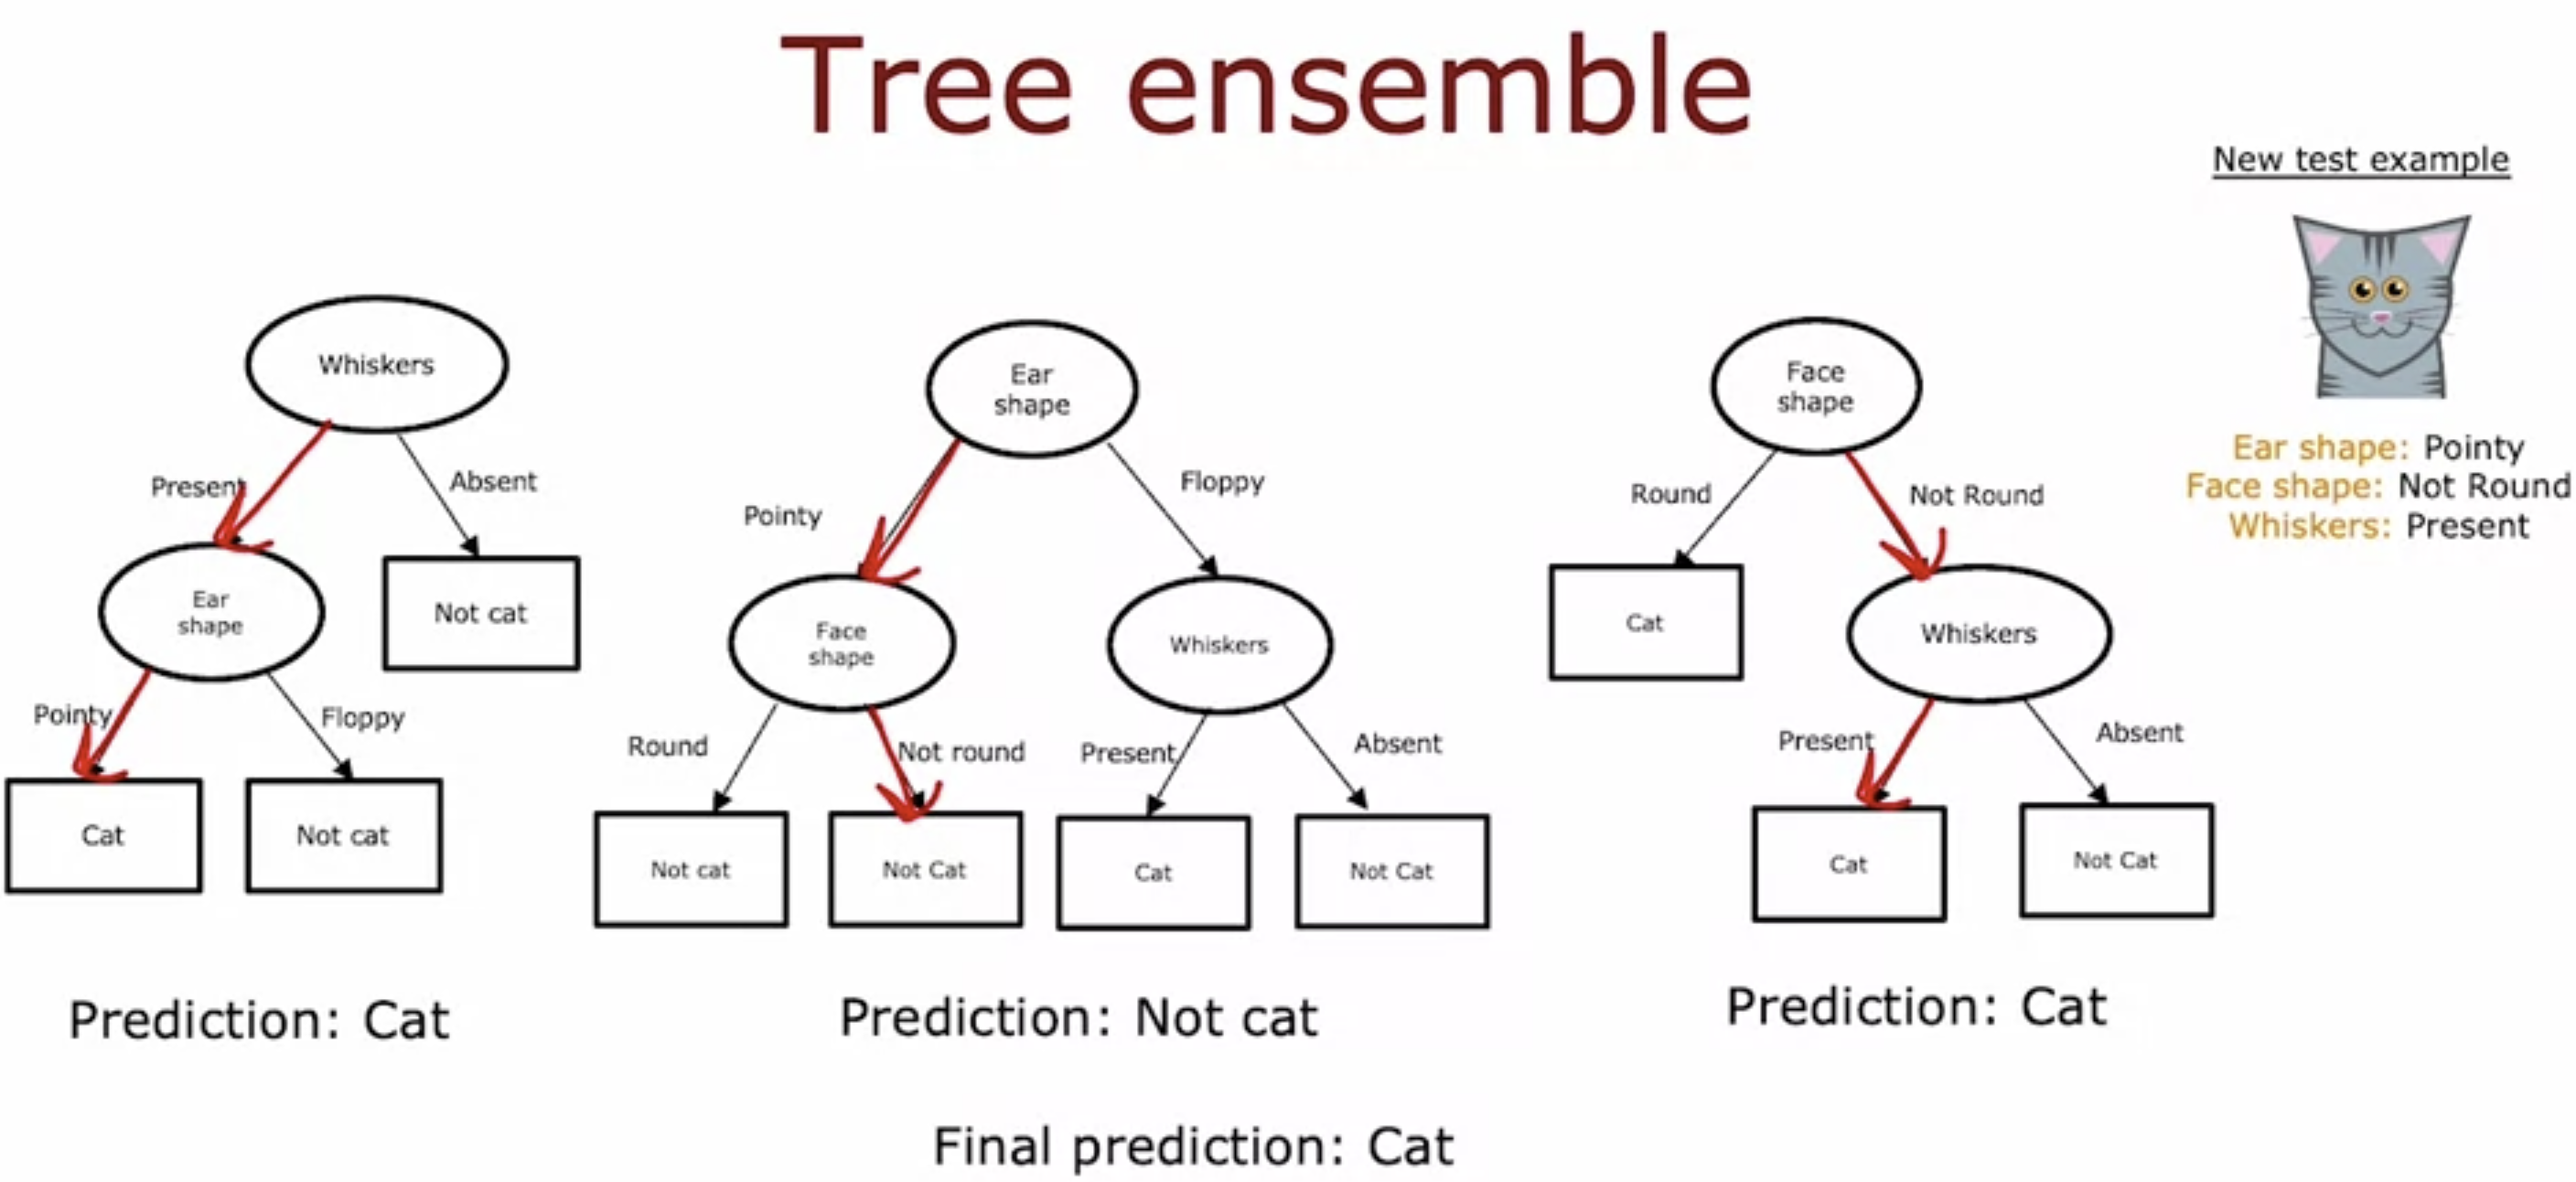 Tree ensemble
New test example
Ear shape: Pointy
Face shape: Not Round
Whiskers: Present
Whiskers
Present
Absent
Ear
shape
Not cat
Pointy
Floppy
Cat
Not cat
Prediction: Cat
Ear
shape
Pointy
Floppy
Face
shape
Whiskers
Round
Not round
Present
Absent
Not cat
Not Cat
Cat
Not Cat
Prediction: Not cat
Face
shape
Round
Not Round
Cat
Whiskers
Present
Absent
Cat
Not Cat
Prediction: Cat
Final prediction: Cat